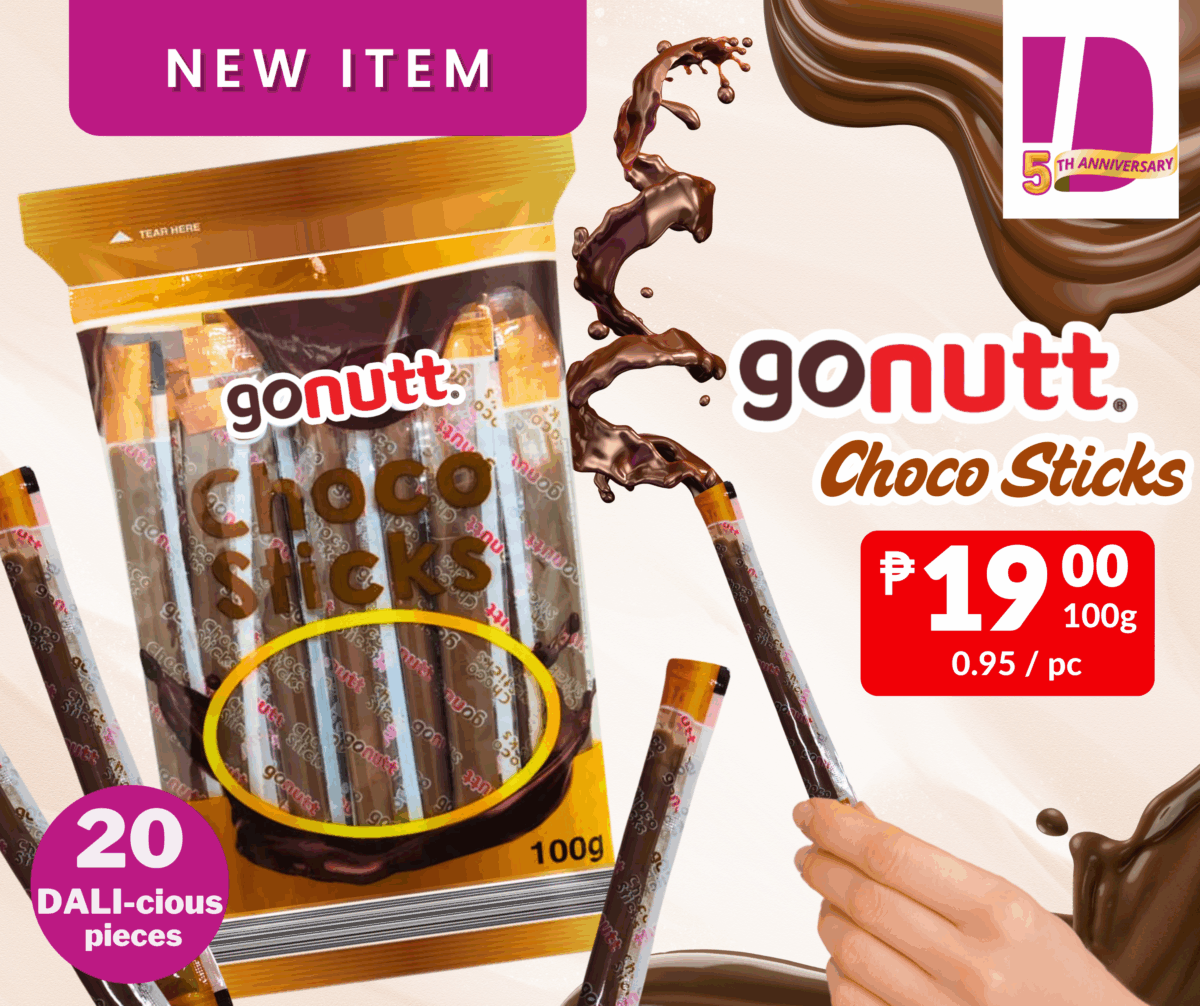 NEW ITEM
5TH ANNIVERSARY
TEAR HERE
gonutt.
Choco
Sticks
100g
gonutt.®
Choco Sticks
₱19 00
100g
0.95 / pc
20
DALI-cious
pieces